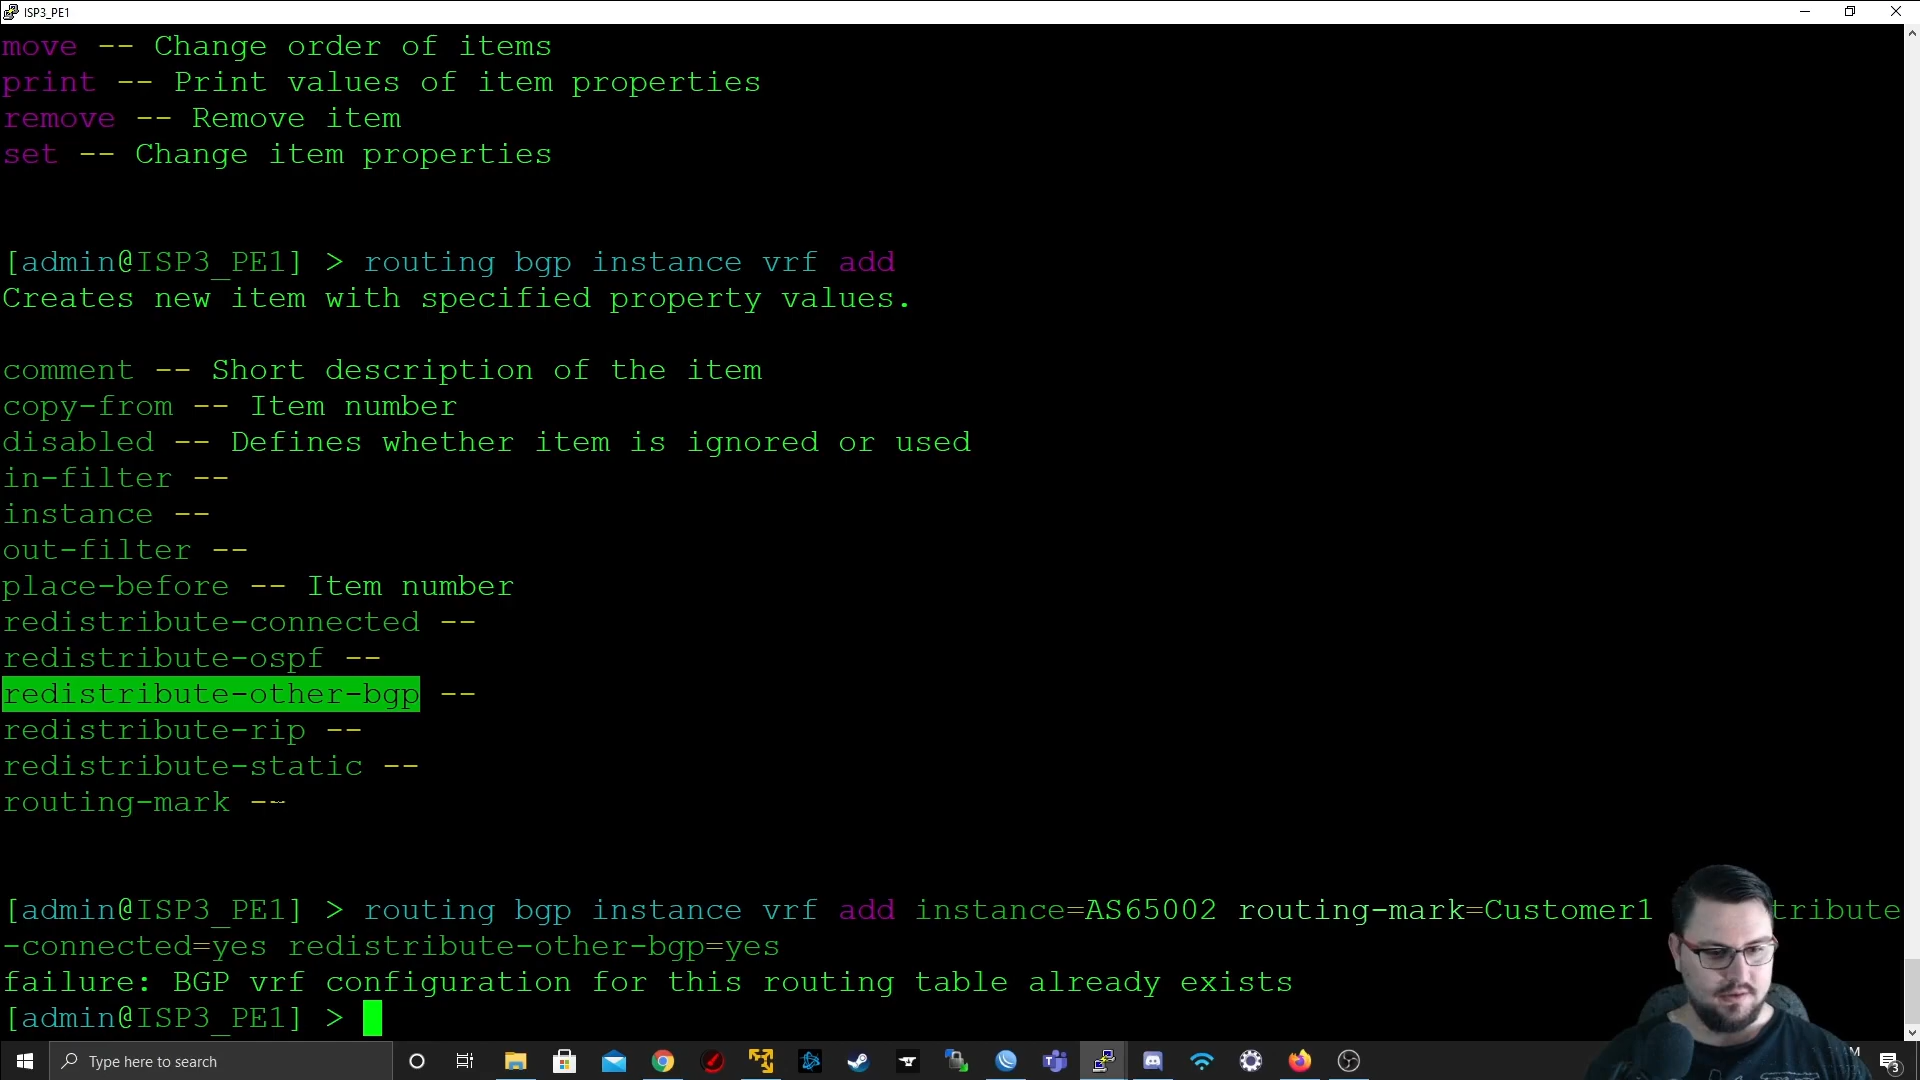 ISP3_PE1
move -- Change order of items
print -- Print values of item properties
remove -- Remove item
set -- Change item properties
[admin@ISP3_PE1] > routing bgp instance vrf add
Creates new item with specified property values.
comment -- Short description of the item
copy-from -- Item number
disabled -- Defines whether item is ignored or used
in-filter --
instance --
out-filter --
place-before -- Item number
redistribute-connected --
redistribute-ospf --
redistribute-other-bgp --
redistribute-rip --
redistribute-static --
routing-mark --
[admin@ISP3_PE1] > routing bgp instance vrf add instance=AS65002 routing-mark=Customer1 tribute
-connected=yes redistribute-other-bgp=yes
failure: BGP vrf configuration for this routing table already exists
[admin@ISP3_PE1] >
Type here to search
M
3